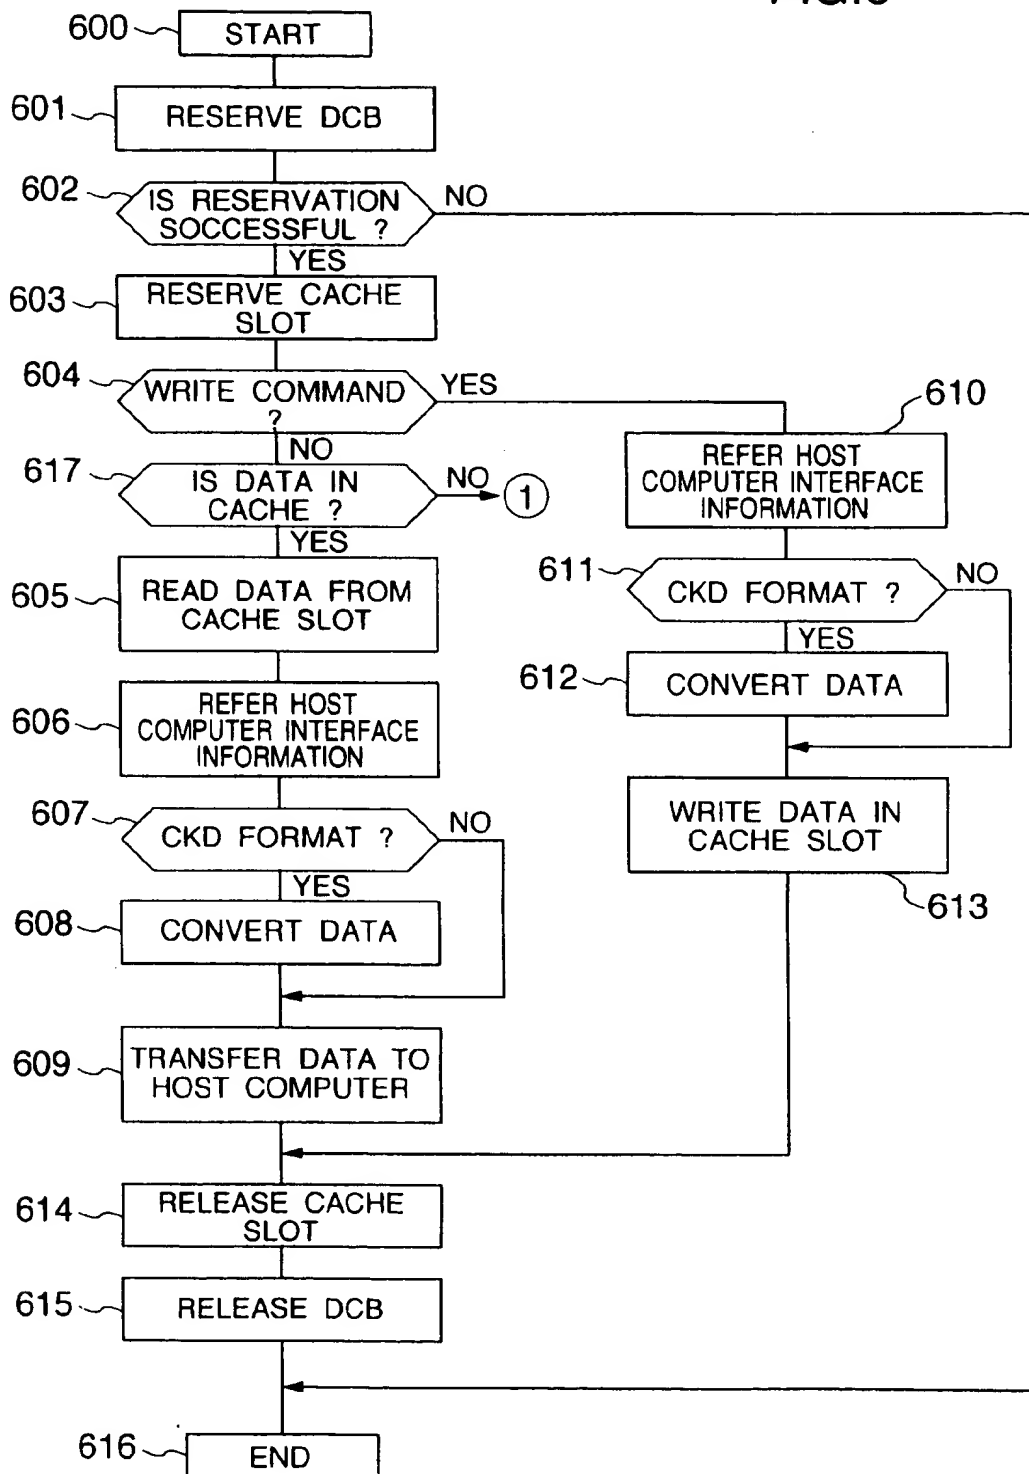 600
START
601
RESERVE DCB
602
IS RESERVATION
SOCCESSFUL ?
NO
YES
603
RESERVE CACHE
SLOT
604
WRITE COMMAND
?
YES
NO
610
REFER HOST
COMPUTER INTERFACE
INFORMATION
617
IS DATA IN
CACHE ?
NO
1
YES
611
CKD FORMAT ?
NO
YES
605
READ DATA FROM
CACHE SLOT
612
CONVERT DATA
606
REFER HOST
COMPUTER INTERFACE
INFORMATION
WRITE DATA IN
CACHE SLOT
613
607
CKD FORMAT ?
NO
YES
608
CONVERT DATA
609
TRANSFER DATA TO
HOST COMPUTER
614
RELEASE CACHE
SLOT
615
RELEASE DCB
616
END